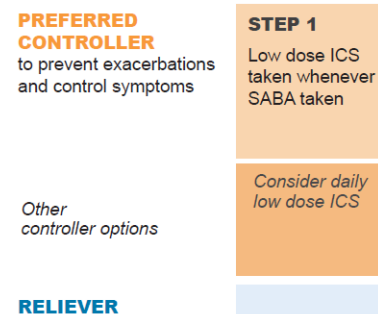 PREFERRED
CONTROLLER
to prevent exacerbations
and control symptoms
STEP 1
Low dose ICS
taken whenever
SABA taken
Other
controller options
Consider daily
low dose ICS
RELIEVER